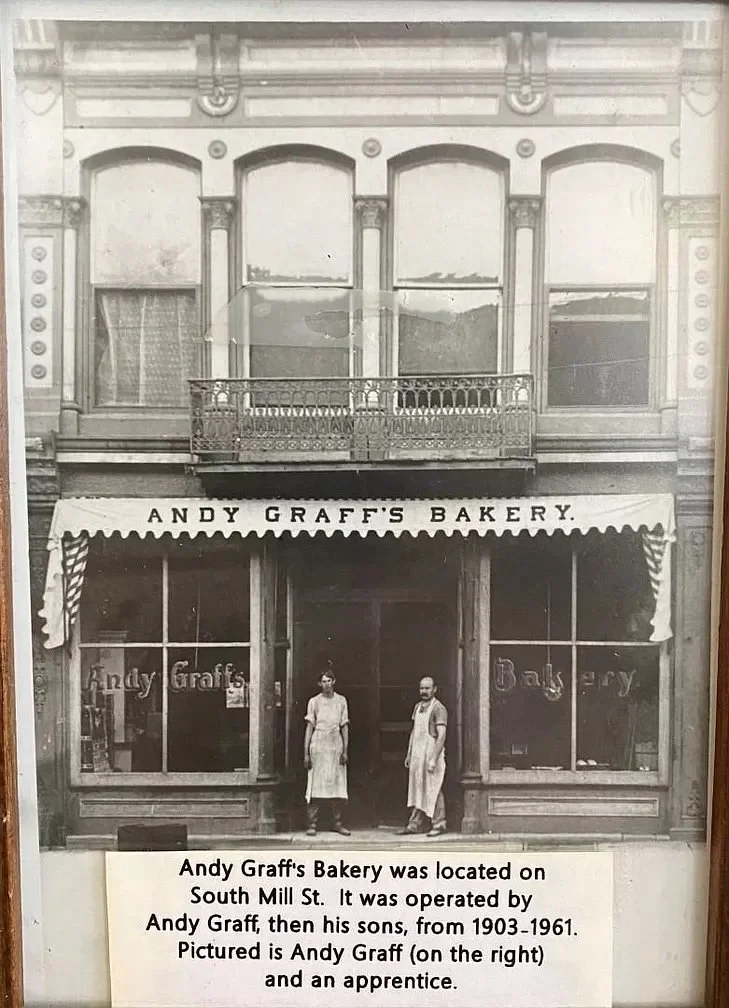 ANDY GRAFF'S BAKERY.
Andy Graff's Bakery
Andy Graff's Bakery was located on
South Mill St. It was operated by
Andy Graff, then his sons, from 1903-1961.
Pictured is Andy Graff (on the right)
and an apprentice.